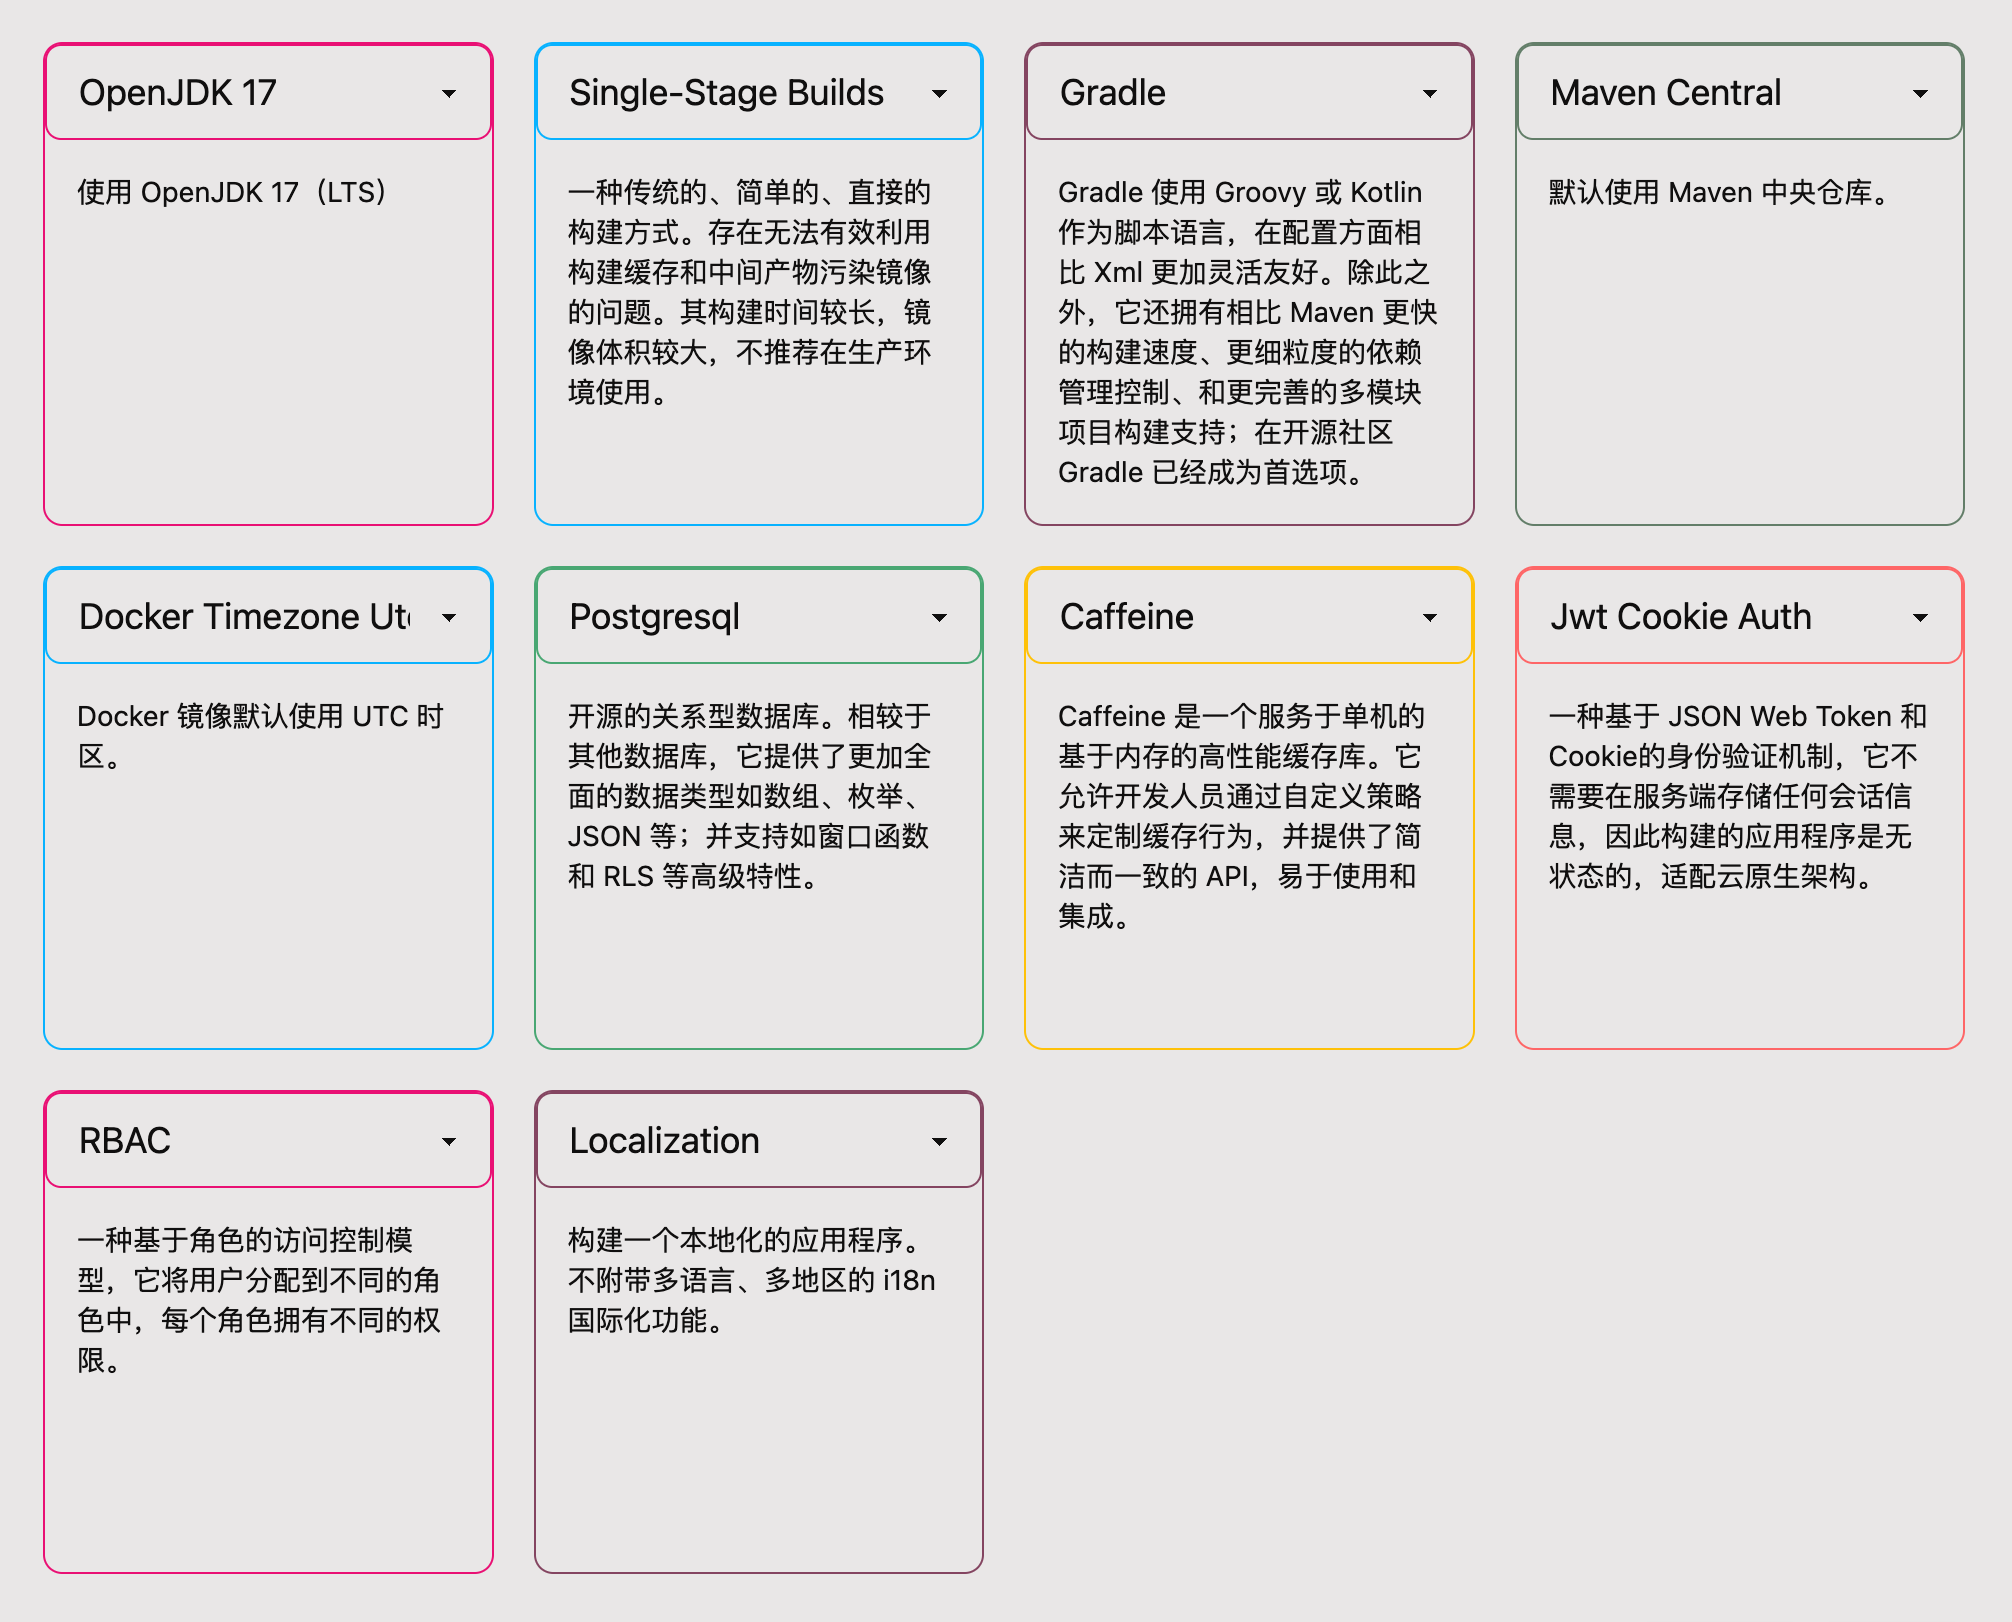 OpenJDK 17
使用 OpenJDK 17（LTS）
Single-Stage Builds
一种传统的、简单的、直接的
构建方式。存在无法有效利用
构建缓存和中间产物污染镜像
的问题。其构建时间较长，镜
像体积较大，不推荐在生产环
境使用。
Gradle
Gradle 使用 Groovy 或 Kotlin
作为脚本语言，在配置方面相
比 Xml 更加灵活友好。除此之
外，它还拥有相比 Maven 更快
的构建速度、更细粒度的依赖
管理控制、和更完善的多模块
项目构建支持；在开源社区
Gradle 已经成为首选项。
Maven Central
默认使用 Maven 中央仓库。
Docker Timezone Utc
Docker 镜像默认使用 UTC 时
区。
Postgresql
开源的关系型数据库。相较于
其他数据库，它提供了更加全
面的数据类型如数组、枚举、
JSON 等；并支持如窗口函数
和 RLS 等高级特性。
Caffeine
Caffeine 是一个服务于单机的
基于内存的高性能缓存库。它
允许开发人员通过自定义策略
来定制缓存行为，并提供了简
洁而一致的 API，易于使用和
集成。
Jwt Cookie Auth
一种基于 JSON Web Token 和
Cookie的身份验证机制，它不
需要在服务端存储任何会话信
息，因此构建的应用程序是无
状态的，适配云原生架构。
RBAC
一种基于角色的访问控制模
型，它将用户分配到不同的角
色中，每个角色拥有不同的权
限。
Localization
构建一个本地化的应用程序。
不附带多语言、多地区的 i18n
国际化功能。